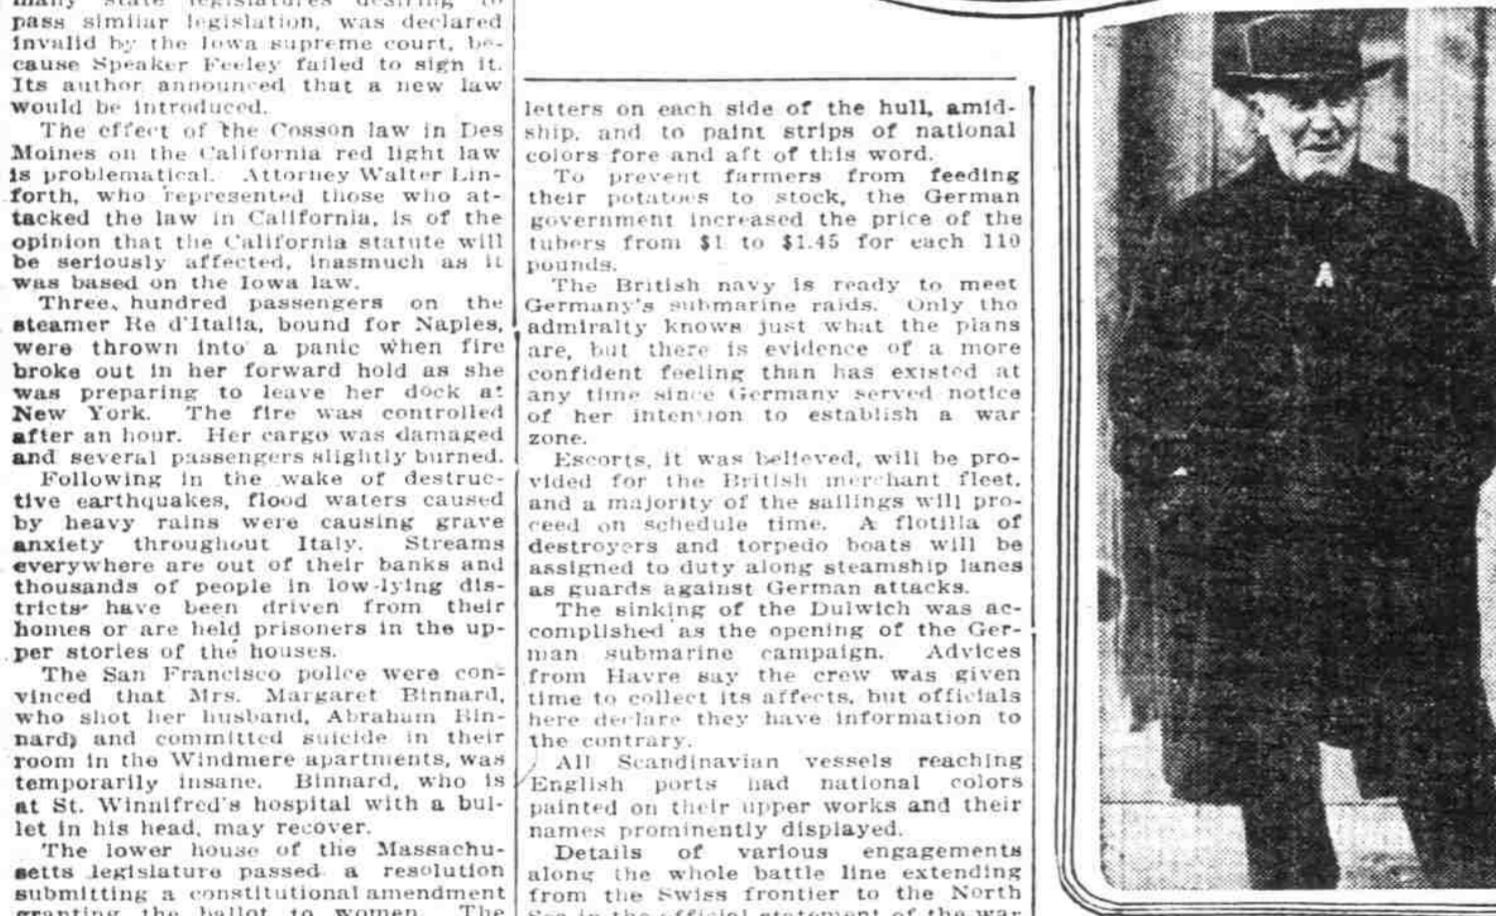 many state legislatures desiring to
pass similar legislation, was declared
invalid by the Iowa supreme court, be-
cause Speaker Feeley failed to sign it.
Its author announced that a new law
would be introduced.
The effect of the Cosson law in Des
Moines on the California red light law
is problematical. Attorney Walter Lin-
forth, who represented those who at-
tacked the law in California, is of the
opinion that the California statute will
be seriously affected, inasmuch as it
was based on the Iowa law.
Three hundred passengers on the
steamer Re d'Italia, bound for Naples,
were thrown into a panic when fire
broke out in her forward hold as she
was preparing to leave her dock at
New York. The fire was controlled
after an hour. Her cargo was damaged
and several passengers slightly burned.
Following in the wake of destruc-
tive earthquakes, flood waters caused
by heavy rains were causing grave
anxiety throughout Italy. Streams
everywhere are out of their banks and
thousands of people in low-lying dis-
tricts have been driven from their
homes or are held prisoners in the up-
per stories of the houses.
The San Francisco police were con-
vinced that Mrs. Margaret Binnard,
who shot her husband, Abraham Bin-
nard, and committed suicide in their
room in the Windmere apartments, was
temporarily insane. Binnard, who is
at St. Winnifred's hospital with a bul-
let in his head, may recover.
The lower house of the Massachu-
setts legislature passed a resolution
submitting a constitutional amendment
granting the ballot to women. The
letters on each side of the hull, amid-
ship, and to paint strips of national
colors fore and aft of this word.
To prevent farmers from feeding
their potatoes to stock, the German
government increased the price of the
tubers from $1 to $1.45 for each 110
pounds.
The British navy is ready to meet
Germany's submarine raids. Only the
admiralty knows just what the plans
are, but there is evidence of a more
confident feeling than has existed at
any time since Germany served notice
of her intention to establish a war
zone.
Escorts, it was believed, will be pro-
vided for the British merchant fleet,
and a majority of the sailings will pro-
ceed on schedule time. A flotilla of
destroyers and torpedo boats will be
assigned to duty along steamship lanes
as guards against German attacks.
The sinking of the Dulwich was ac-
complished as the opening of the Ger-
man submarine campaign. Advices
from Havre say the crew was given
time to collect its affects, but officials
here declare they have information to
the contrary.
All Scandinavian vessels reaching
English ports had national colors
painted on their upper works and their
names prominently displayed.
Details of various engagements
along the whole battle line extending
from the Swiss frontier to the North
Sea in the official statement of the war